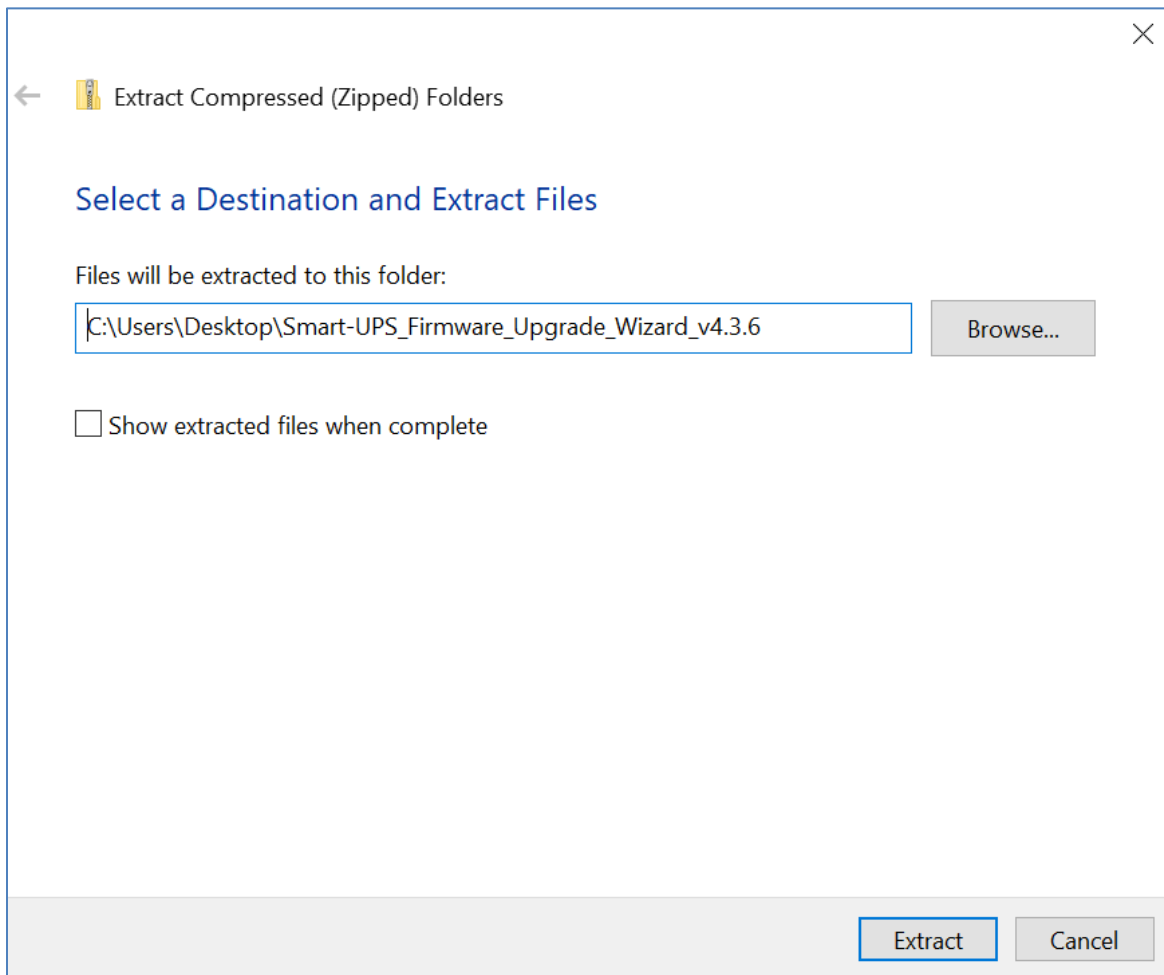 Extract Compressed (Zipped) Folders
Select a Destination and Extract Files
Files will be extracted to this folder:
C:\Users\Desktop\Smart-UPS_Firmware_Upgrade_Wizard_v4.3.6
Browse...
Show extracted files when complete
Extract
Cancel